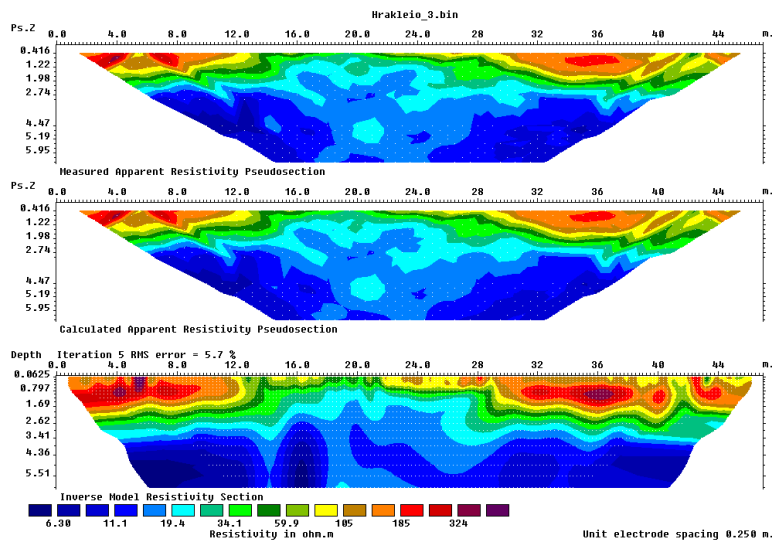 Hrakleio_3.bin
Ps.Z 0.0 4.0 8.0 12.0 16.0 20.0 24.0 28.0 32 36 40 44 m.
0.416
1.22
1.98
2.74
4.47
5.19
5.95
Measured Apparent Resistivity Pseudosection
Ps.Z 0.0 4.0 8.0 12.0 16.0 20.0 24.0 28.0 32 36 40 44 m.
0.416
1.22
1.98
2.74
4.47
5.19
5.95
Calculated Apparent Resistivity Pseudosection
Depth Iteration 5 RMS error = 5.7 %
0.0 4.0 8.0 12.0 16.0 20.0 24.0 28.0 32 36 40 44 m.
0.0625
0.797
1.69
2.62
3.41
4.36
5.51
Inverse Model Resistivity Section
6.30 11.1 19.4 34.1 59.9 105 185 324
Resistivity in ohm.m
Unit electrode spacing 0.250 m.